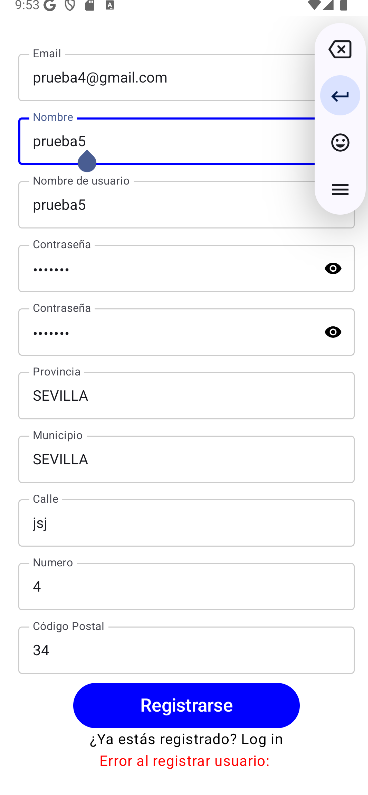 9:53
Email
prueba4@gmail.com
Nombre
prueba5
Nombre de usuario
prueba5
Contraseña
•••••••
Contraseña
•••••••
Provincia
SEVILLA
Municipio
SEVILLA
Calle
jsj
Numero
4
Código Postal
34
Registrarse
¿Ya estás registrado? Log in
Error al registrar usuario: